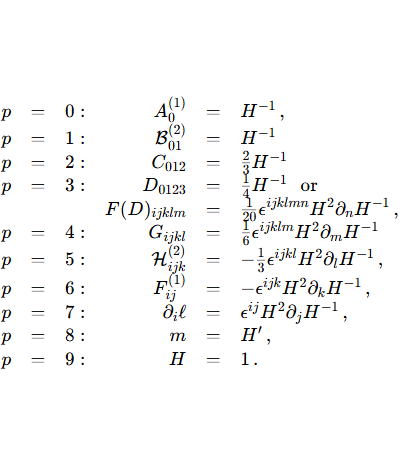 p = 0 : A_0^{(1)} = H^{-1} ,
p = 1 : \mathcal{B}_{01}^{(2)} = H^{-1}
p = 2 : C_{012} = \frac{2}{3} H^{-1}
p = 3 : D_{0123} = \frac{1}{4} H^{-1} or
F(D)_{ijklm} = \frac{1}{20} \epsilon^{ijklmn} H^2 \partial_n H^{-1} ,
p = 4 : G_{ijkl} = \frac{1}{6} \epsilon^{ijklm} H^2 \partial_m H^{-1}
p = 5 : \mathcal{H}_{ijk}^{(2)} = -\frac{1}{3} \epsilon^{ijkl} H^2 \partial_l H^{-1} ,
p = 6 : F_{ij}^{(1)} = -\epsilon^{ijk} H^2 \partial_k H^{-1} ,
p = 7 : \partial_i \ell = \epsilon^{ij} H^2 \partial_j H^{-1} ,
p = 8 : m = H' ,
p = 9 : H = 1 .